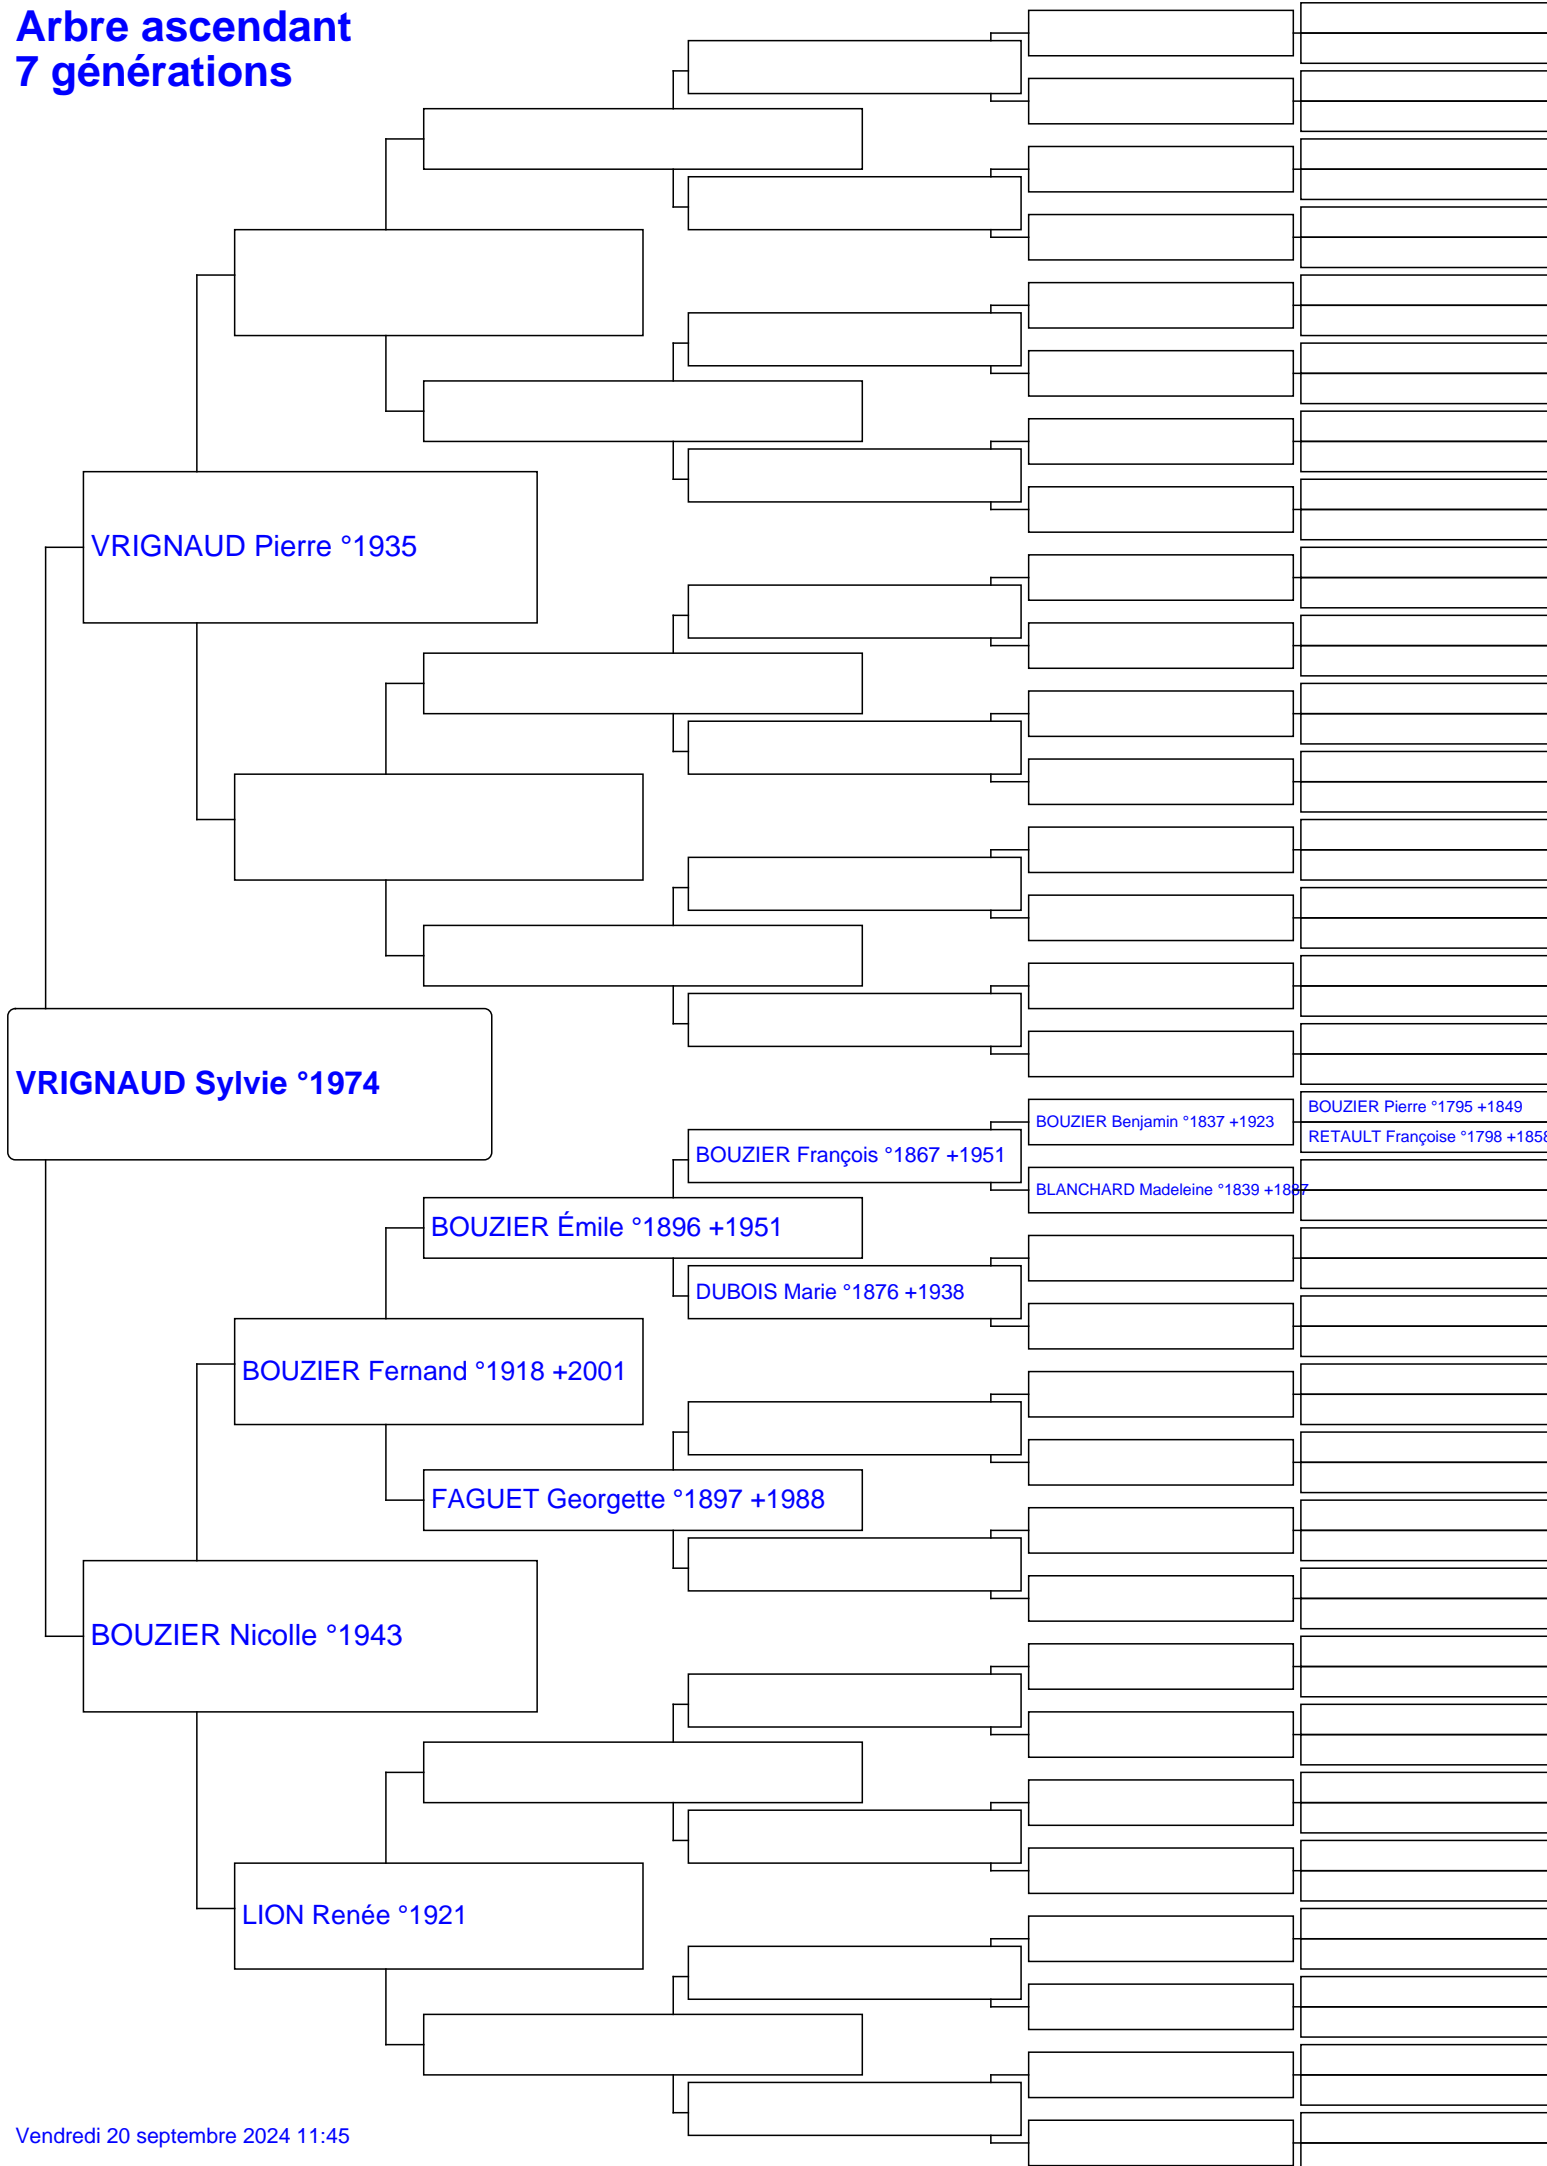 Arbre ascendant
7 générations
VRIGNAUD Pierre °1935
VRIGNAUD Sylvie °1974
BOUZIER Benjamin °1837 +1923
BOUZIER Pierre °1795 +1849
RETAULT Françoise °1798 +1858
BOUZIER François °1867 +1951
BLANCHARD Madeleine °1839 +1887
BOUZIER Émile °1896 +1951
DUBOIS Marie °1876 +1938
BOUZIER Fernand °1918 +2001
FAGUET Georgette °1897 +1988
BOUZIER Nicolle °1943
LION Renée °1921
Vendredi 20 septembre 2024 11:45